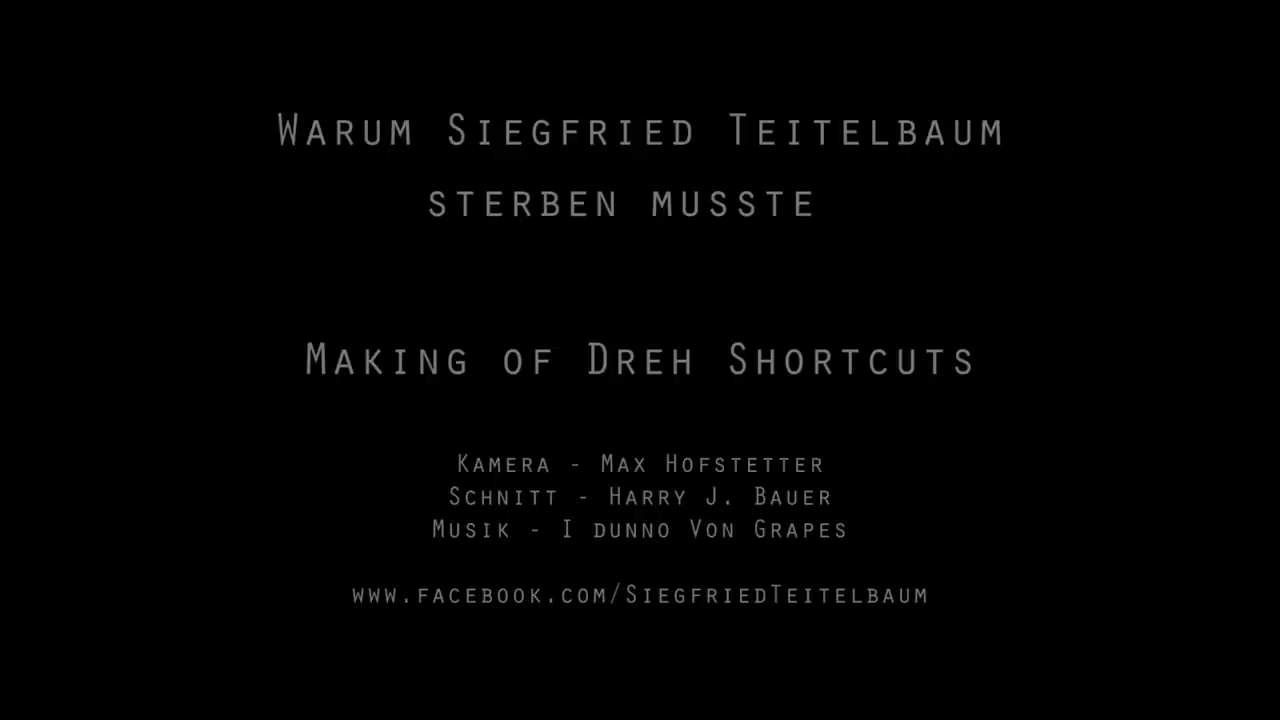 Warum Siegfried Teitelbaum
sterben musste
Making of Dreh Shortcuts
Kamera - Max Hofstetter
Schnitt - Harry J. Bauer
Musik - I dunno Von Grapes
www.facebook.com/SiegfriedTeitelbaum